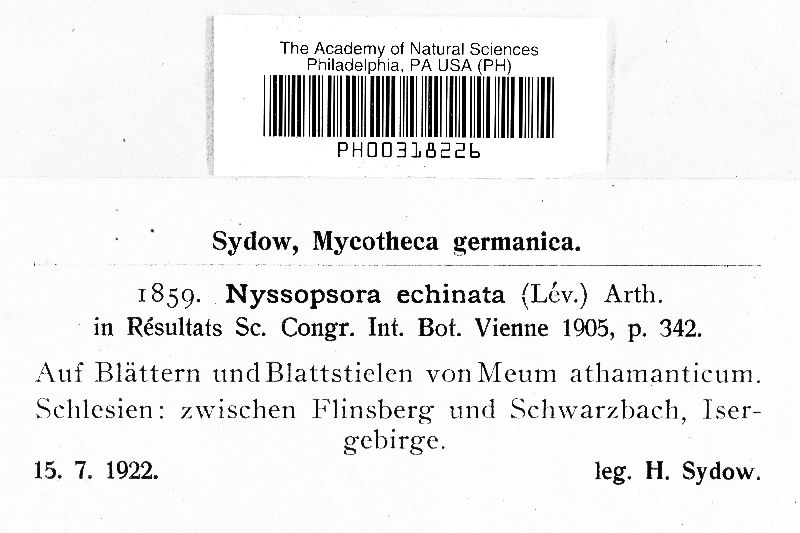 The Academy of Natural Sciences
Philadelphia, PA USA (PH)
PH00318226
Sydow, Mycotheca germanica.
1859. Nyssopsora echinata (Lév.) Arth.
in Résultats Sc. Congr. Int. Bot. Vienne 1905, p. 342.
Auf Blättern und Blattstielen von Meum athamanticum.
Schlesien: zwischen Flinsberg und Schwarzbach, Iser-
gebirge.
15. 7. 1922. leg. H. Sydow.